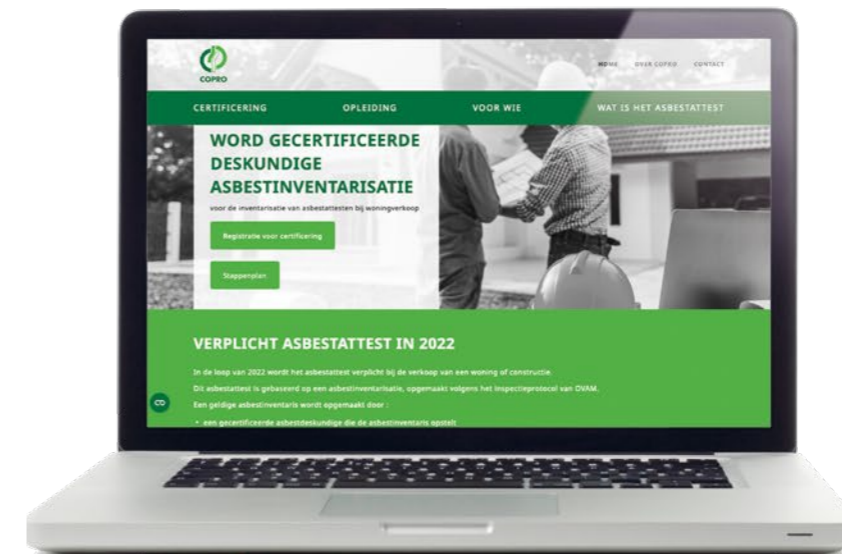 COPRO
HOME OVER COPRO CONTACT
CERTIFICERING OPLEIDING VOOR WIE WAT IS HET ASBESTATTEST
WORD GECERTIFICEERDE
DESKUNDIGE
ASBESTINVENTARISATIE
voor de inventarisatie van asbestattesten bij woningverkoop
Registratie voor certificering
Stappenplan
VERPLICHT ASBESTATTEST IN 2022
In de loop van 2022 wordt het asbestattest verplicht bij de verkoop van een woning of constructie.
Dit asbestattest is gebaseerd op een asbestinventarisatie, opgemaakt volgens het inspectieprotocol van OVAM.
Een geldige asbestinventaris wordt opgemaakt door :
• een gecertificeerde asbestdeskundige die de asbestinventaris opstelt